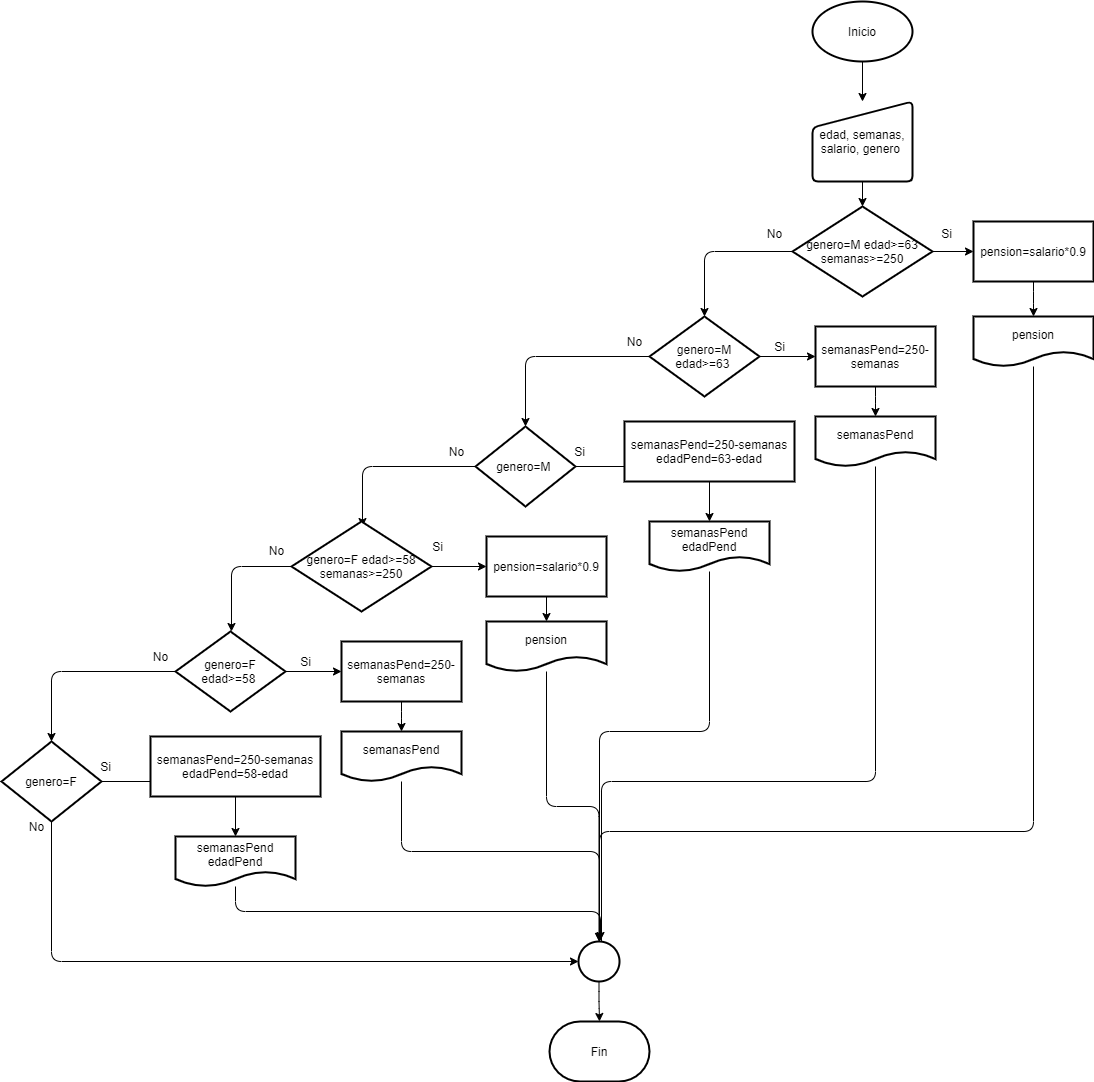 Inicio
edad, semanas,
salario, genero
No
Si
genero=M edad>=63
semanas>=250
pension=salario*0.9
pension
No
Si
genero=M
edad>=63
semanasPend=250-
semanas
semanasPend
No
Si
genero=M
semanasPend=250-semanas
edadPend=63-edad
semanasPend
edadPend
No
Si
genero=F edad>=58
semanas>=250
pension=salario*0.9
pension
No
Si
genero=F
edad>=58
semanasPend=250-
semanas
semanasPend
Si
genero=F
No
semanasPend=250-semanas
edadPend=58-edad
semanasPend
edadPend
Fin